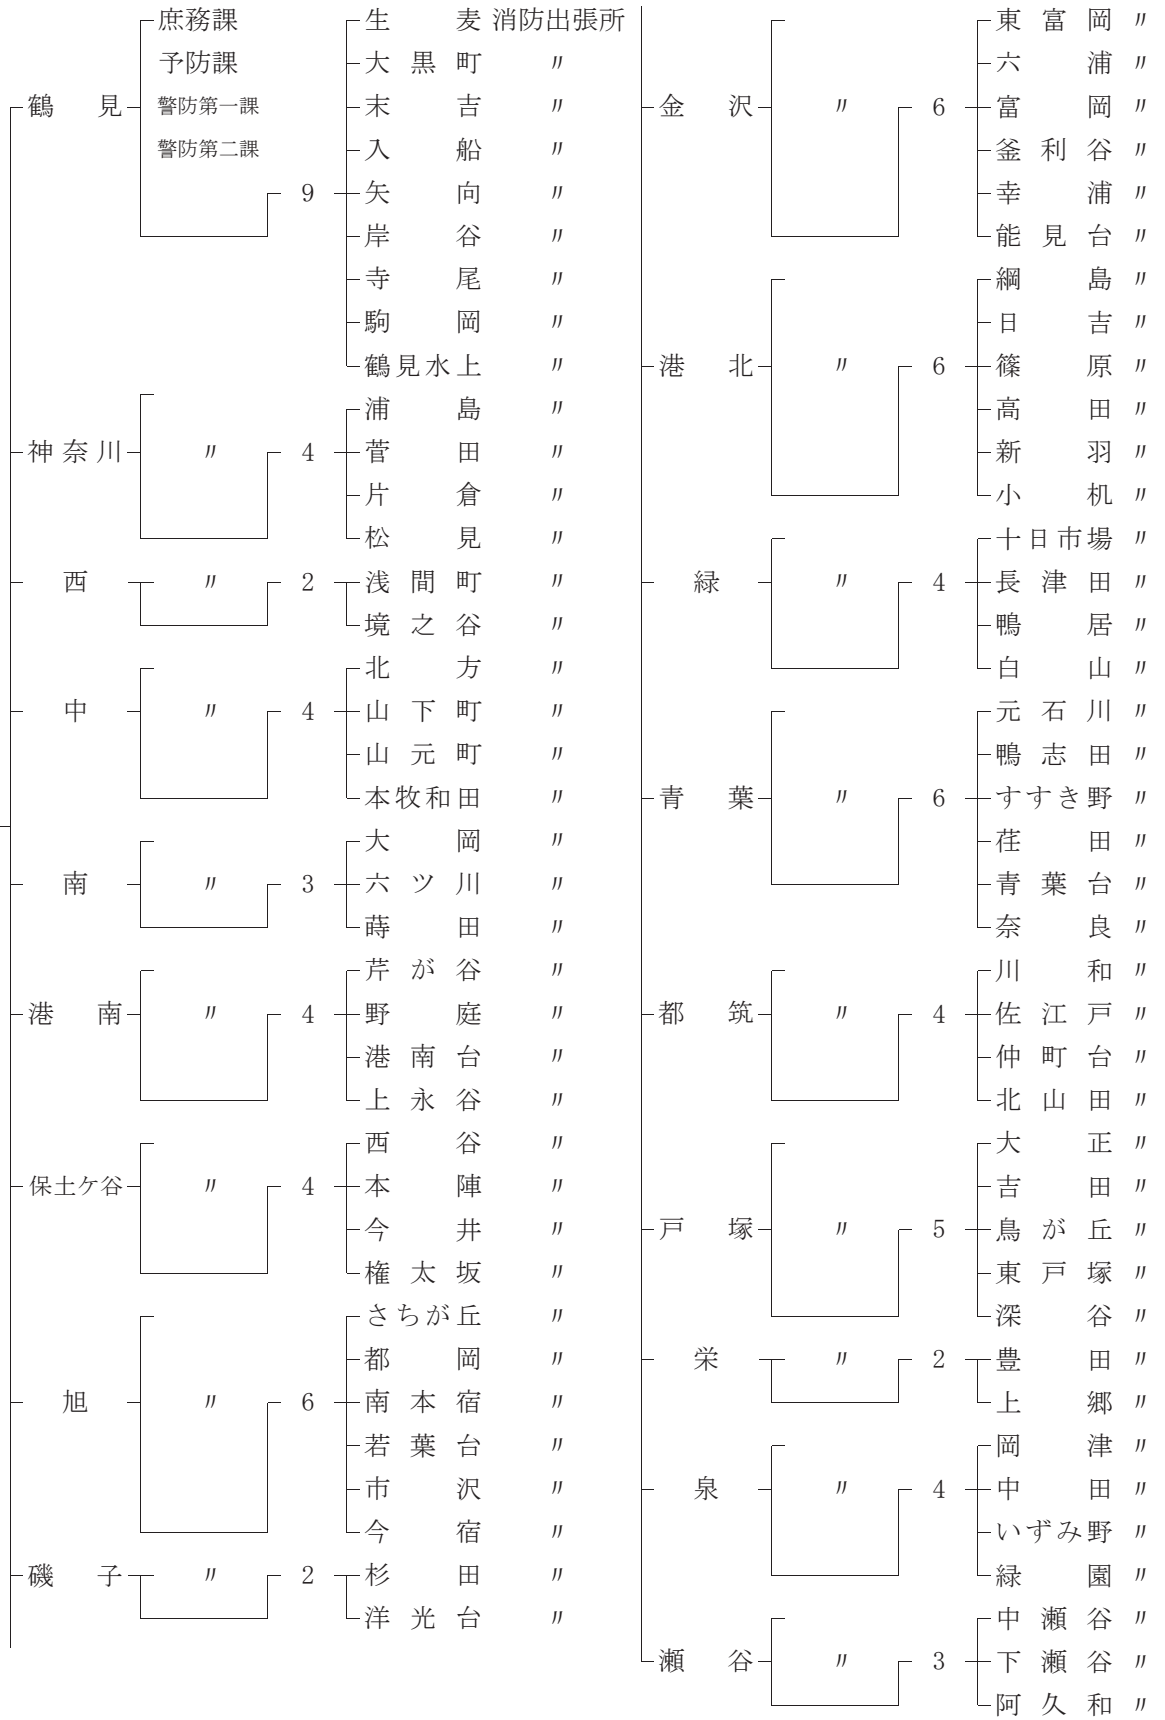 庶務課 生麦消防出張所
予防課 大黒町 〃
鶴見 警防第一課 末吉 〃
警防第二課 入船 〃
9 矢向 〃
岸谷 〃
寺尾 〃
駒岡 〃
鶴見水上 〃
浦島 〃
神奈川 〃 4 菅田 〃
片倉 〃
松見 〃
西 〃 2 浅間町 〃
境之谷 〃
北方 〃
中 〃 4 山下町 〃
山元町 〃
本牧和田 〃
大岡 〃
南 〃 3 六ツ川 〃
蒔田 〃
芹が谷 〃
港南 〃 4 野庭 〃
港南台 〃
上永谷 〃
西谷 〃
保土ケ谷 〃 4 本陣 〃
今井 〃
権太坂 〃
さちが丘 〃
都岡 〃
旭 〃 6 南本宿 〃
若葉台 〃
市沢 〃
今宿 〃
磯子 〃 2 杉田 〃
洋光台 〃
東富岡 〃
六浦 〃
金沢 〃 6 富岡 〃
釜利谷 〃
幸浦 〃
能見台 〃
綱島 〃
日吉 〃
港北 〃 6 篠原 〃
高田 〃
新羽 〃
小机 〃
十日市場 〃
緑 〃 4 長津田 〃
鴨居 〃
白山 〃
元石川 〃
鴨志田 〃
青葉 〃 6 すすき野 〃
荏田 〃
青葉台 〃
奈良 〃
川和 〃
都筑 〃 4 佐江戸 〃
仲町台 〃
北山田 〃
大正 〃
吉田 〃
戸塚 〃 5 鳥が丘 〃
東戸塚 〃
深谷 〃
栄 〃 2 豊田 〃
上郷 〃
岡津 〃
泉 〃 4 中田 〃
いずみ野 〃
緑園 〃
中瀬谷 〃
瀬谷 〃 3 下瀬谷 〃
阿久和 〃